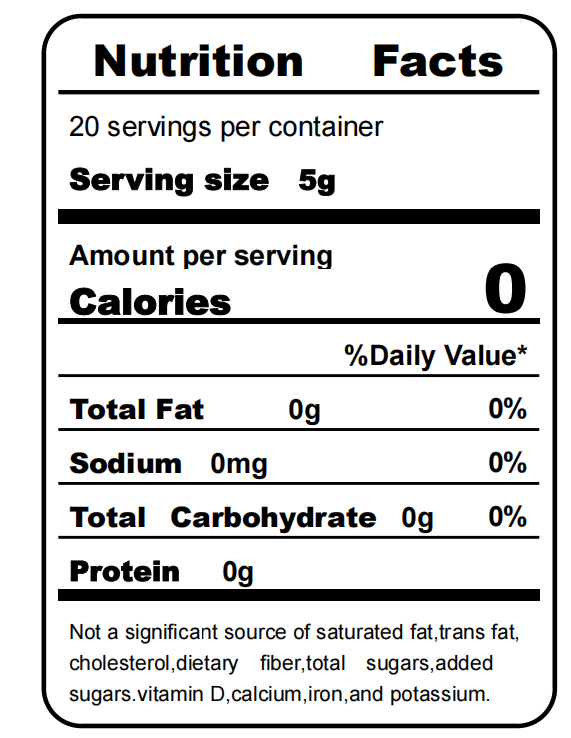 Nutrition Facts
20 servings per container
Serving size 5g
Amount per serving
Calories 0
%Daily Value*
Total Fat 0g 0%
Sodium 0mg 0%
Total Carbohydrate 0g 0%
Protein 0g
Not a significant source of saturated fat,trans fat,
cholesterol,dietary fiber,total sugars,added
sugars.vitamin D,calcium,iron,and potassium.